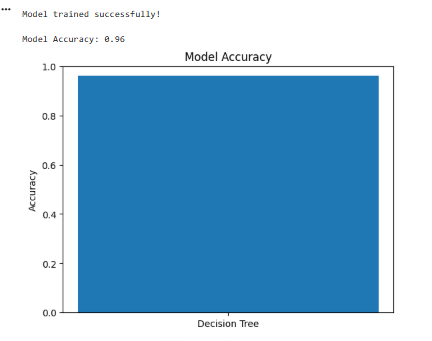 Model trained successfully!
Model Accuracy: 0.96
Model Accuracy
1.0
0.8
0.6
0.4
0.2
0.0
Accuracy
Decision Tree